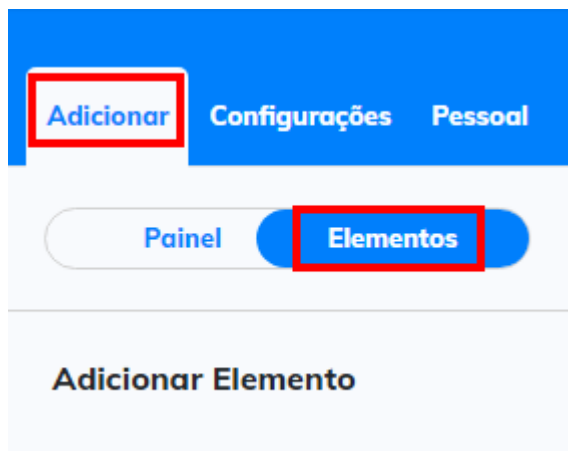 Adicionar Configurações Pessoal
Painel Elementos
Adicionar Elemento